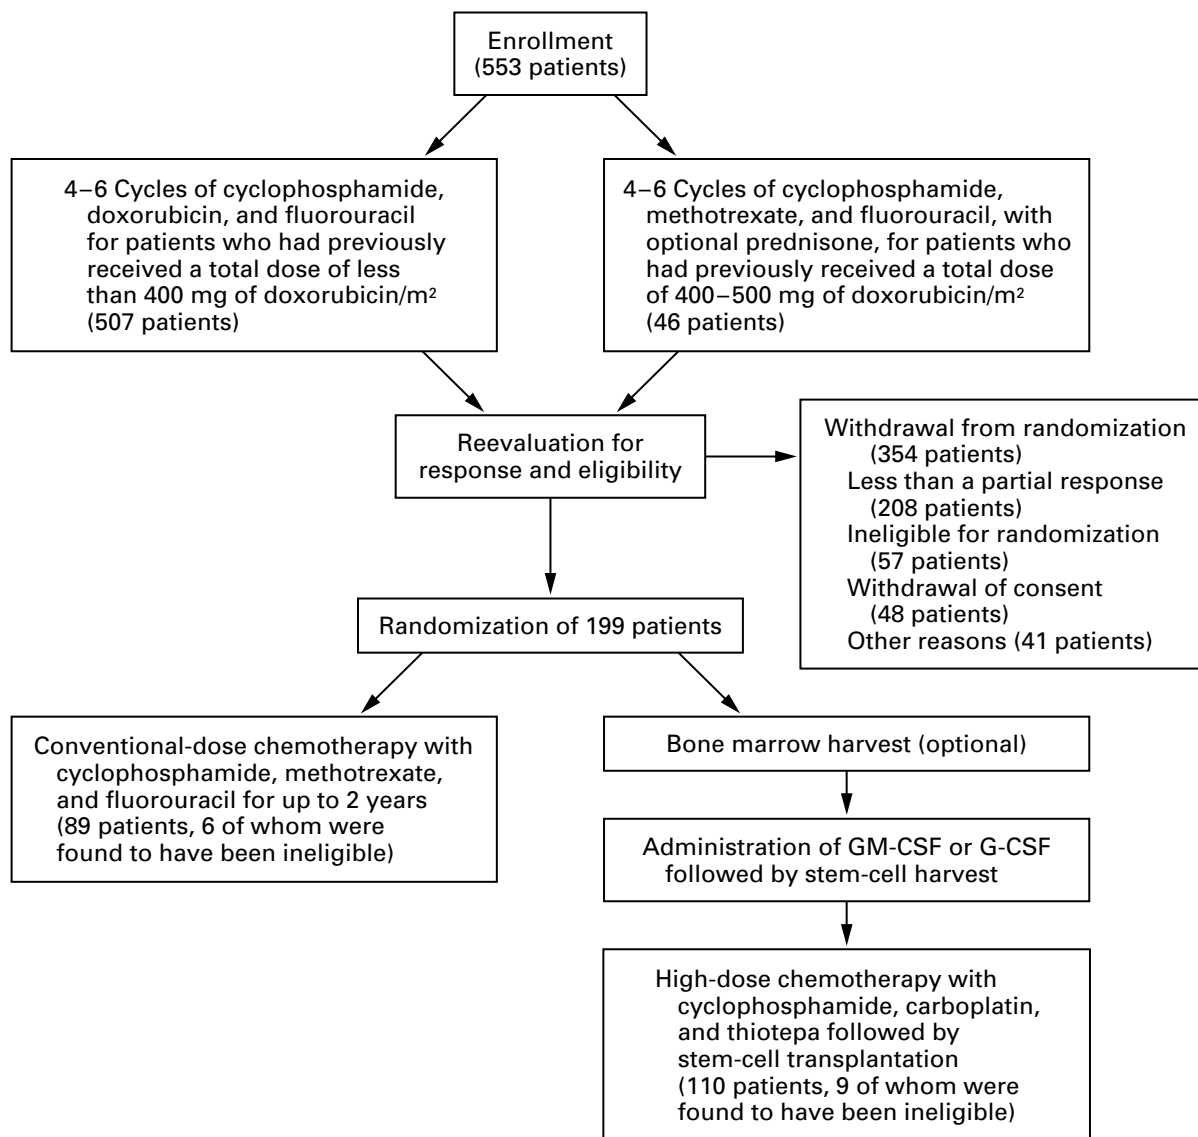 Enrollment
(553 patients)
4–6 Cycles of cyclophosphamide,
doxorubicin, and fluorouracil
for patients who had previously
received a total dose of less
than 400 mg of doxorubicin/m²
(507 patients)
4–6 Cycles of cyclophosphamide,
methotrexate, and fluorouracil, with
optional prednisone, for patients who
had previously received a total dose
of 400–500 mg of doxorubicin/m²
(46 patients)
Reevaluation for
response and eligibility
Withdrawal from randomization
(354 patients)
Less than a partial response
(208 patients)
Ineligible for randomization
(57 patients)
Withdrawal of consent
(48 patients)
Other reasons (41 patients)
Randomization of 199 patients
Conventional-dose chemotherapy with
cyclophosphamide, methotrexate,
and fluorouracil for up to 2 years
(89 patients, 6 of whom were
found to have been ineligible)
Bone marrow harvest (optional)
Administration of GM-CSF or G-CSF
followed by stem-cell harvest
High-dose chemotherapy with
cyclophosphamide, carboplatin,
and thiotepa followed by
stem-cell transplantation
(110 patients, 9 of whom were
found to have been ineligible)